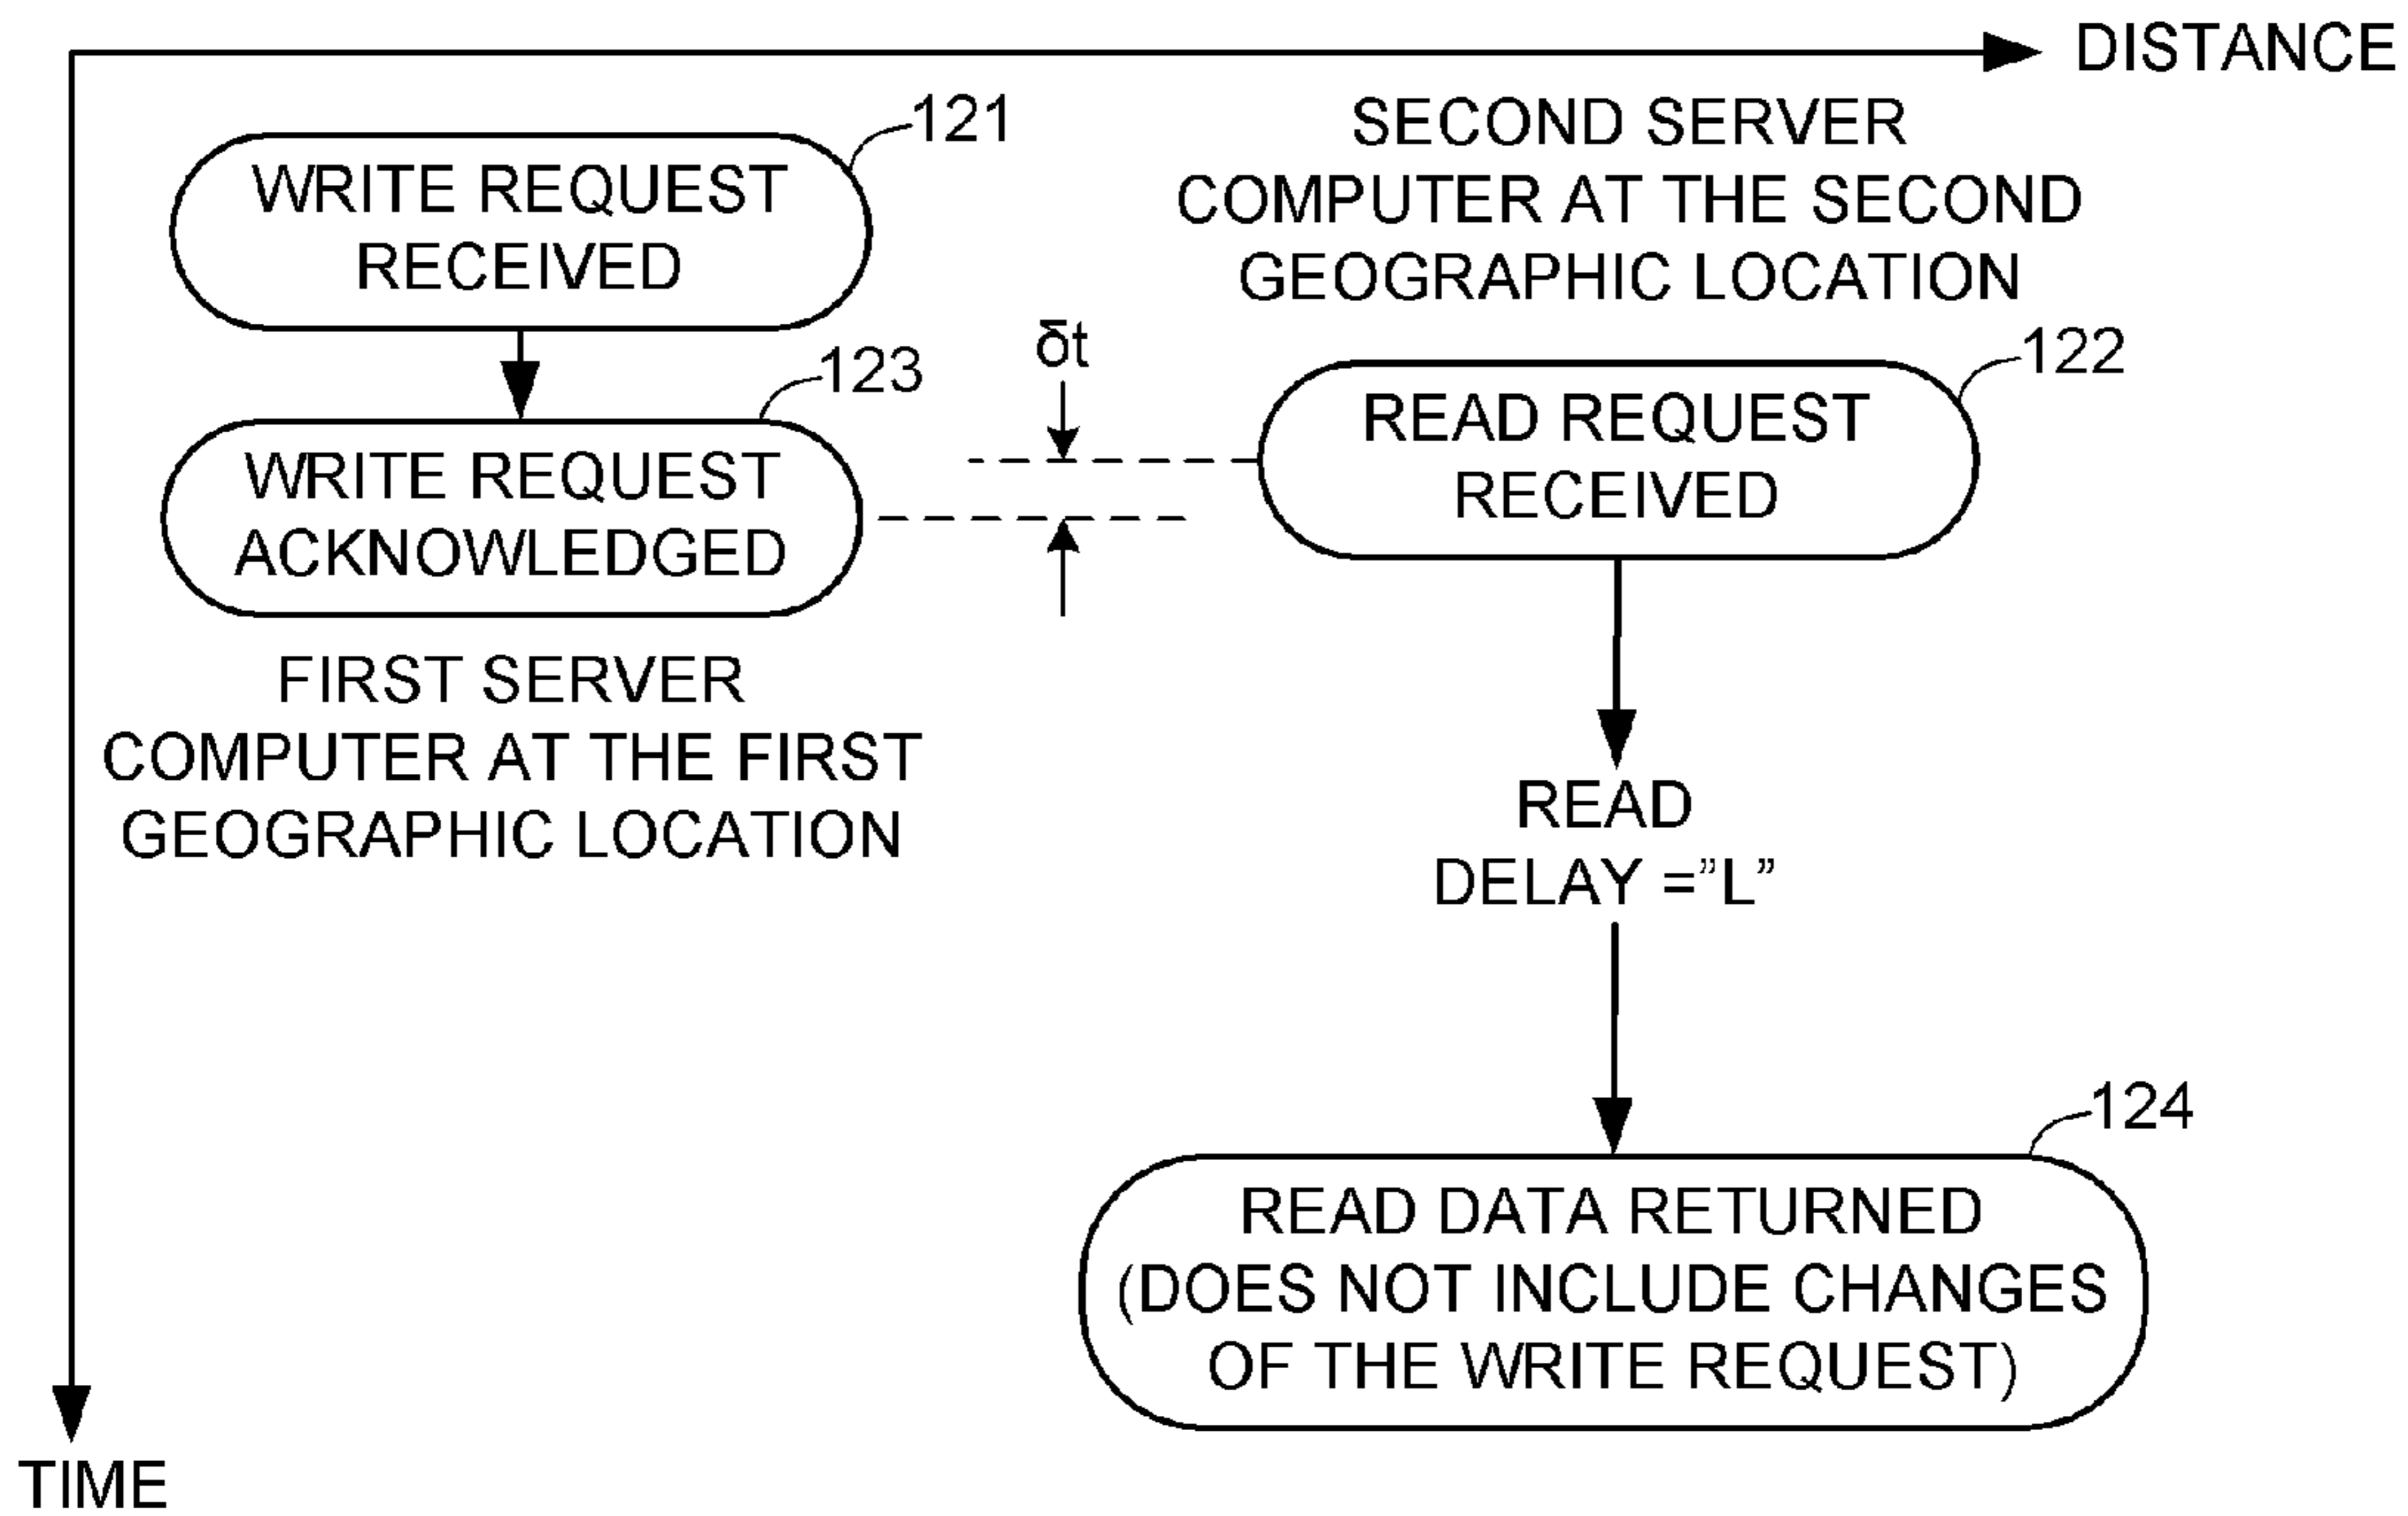 DISTANCE
121
WRITE REQUEST
RECEIVED
SECOND SERVER
COMPUTER AT THE SECOND
GEOGRAPHIC LOCATION
δt
123
WRITE REQUEST
ACKNOWLEDGED
122
READ REQUEST
RECEIVED
FIRST SERVER
COMPUTER AT THE FIRST
GEOGRAPHIC LOCATION
READ
DELAY =”L”
124
READ DATA RETURNED
(DOES NOT INCLUDE CHANGES
OF THE WRITE REQUEST)
TIME